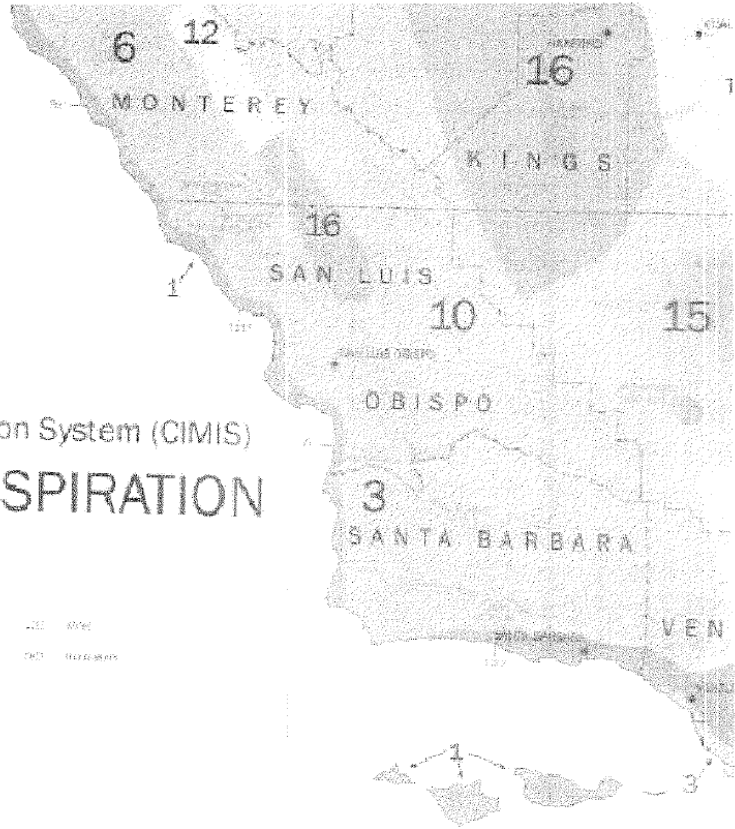 6
12
16
MONTEREY
KINGS
16
SAN LUIS
1
10
15
OBISPO
on System (CIMIS)
SPIRATION
3
SANTA BARBARA
VEN
1
3